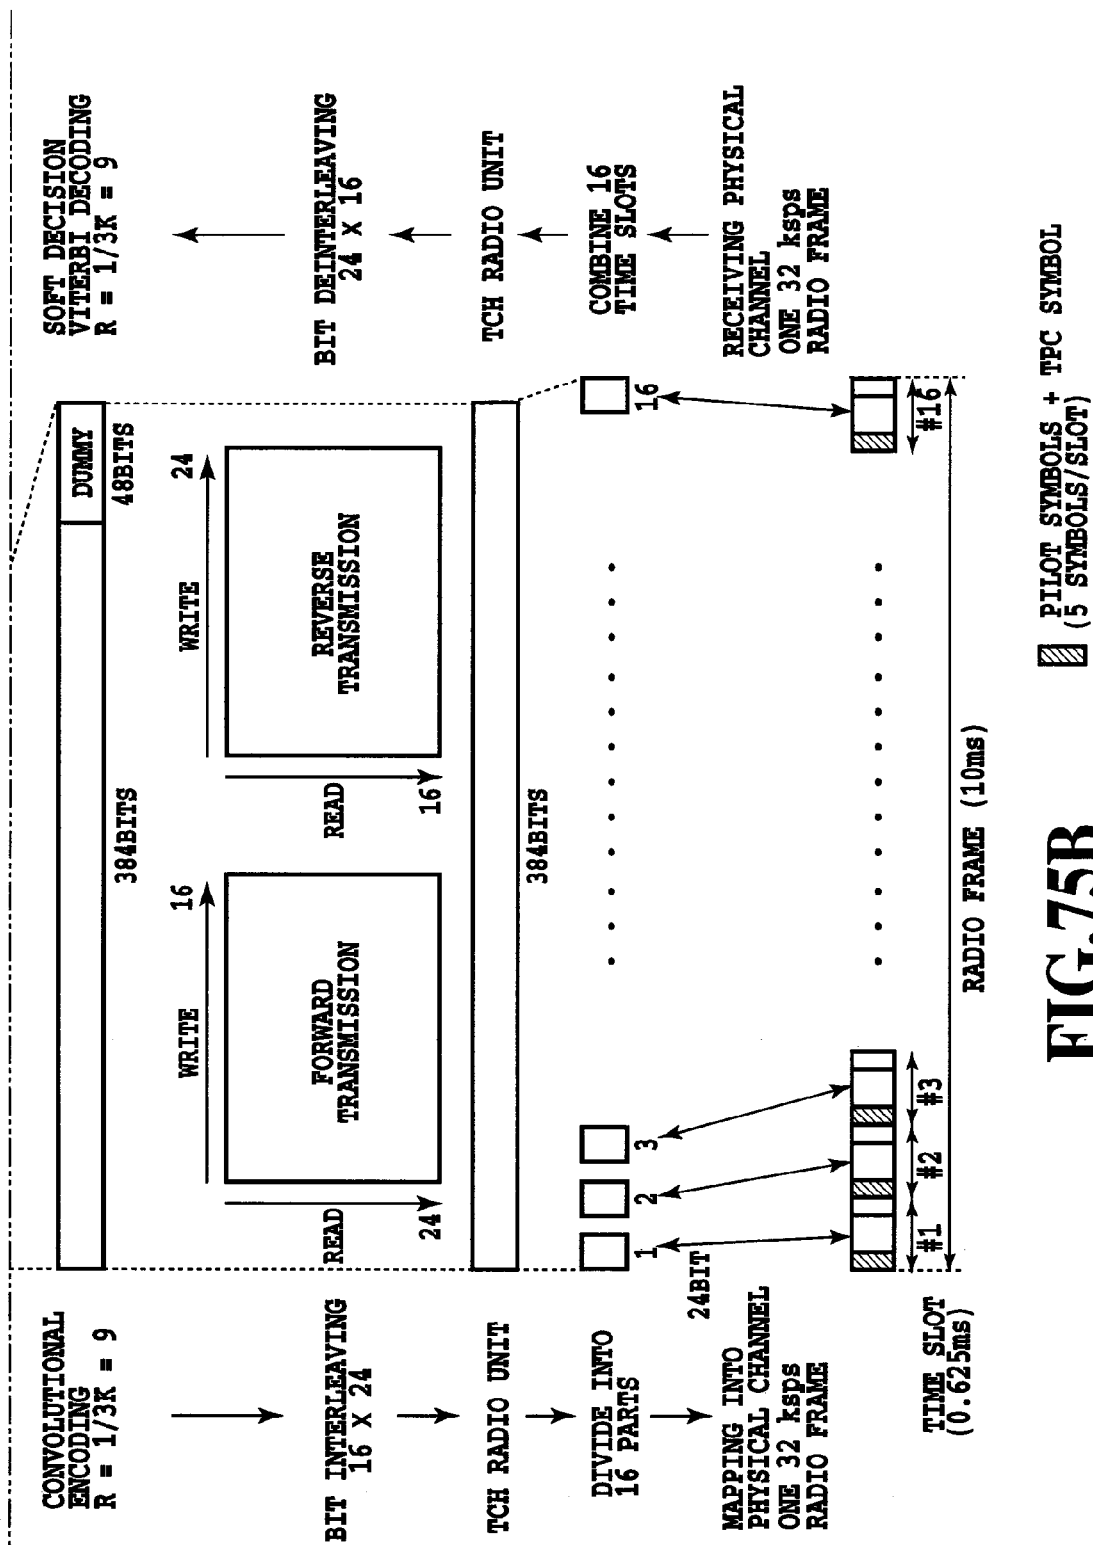 CONVOLUTIONAL
ENCODING
R = 1/3K = 9
BIT INTERLEAVING
16 X 24
TCH RADIO UNIT
DIVIDE INTO
16 PARTS
MAPPING INTO
PHYSICAL CHANNEL
ONE 32 ksps
RADIO FRAME
TIME SLOT
(0.625ms)
384BITS
DUMMY
48BITS
WRITE
16
READ
24
FORWARD
TRANSMISSION
WRITE
24
READ
16
REVERSE
TRANSMISSION
384BITS
1
2
3
16
24BIT
#1
#2
#3
#16
RADIO FRAME (10ms)
SOFT DECISION
VITERBI DECODING
R = 1/3K = 9
BIT DEINTERLEAVING
24 X 16
TCH RADIO UNIT
COMBINE 16
TIME SLOTS
RECEIVING PHYSICAL
CHANNEL
ONE 32 ksps
RADIO FRAME
PILOT SYMBOLS + TPC SYMBOL
(5 SYMBOLS/SLOT)
FIG.75B